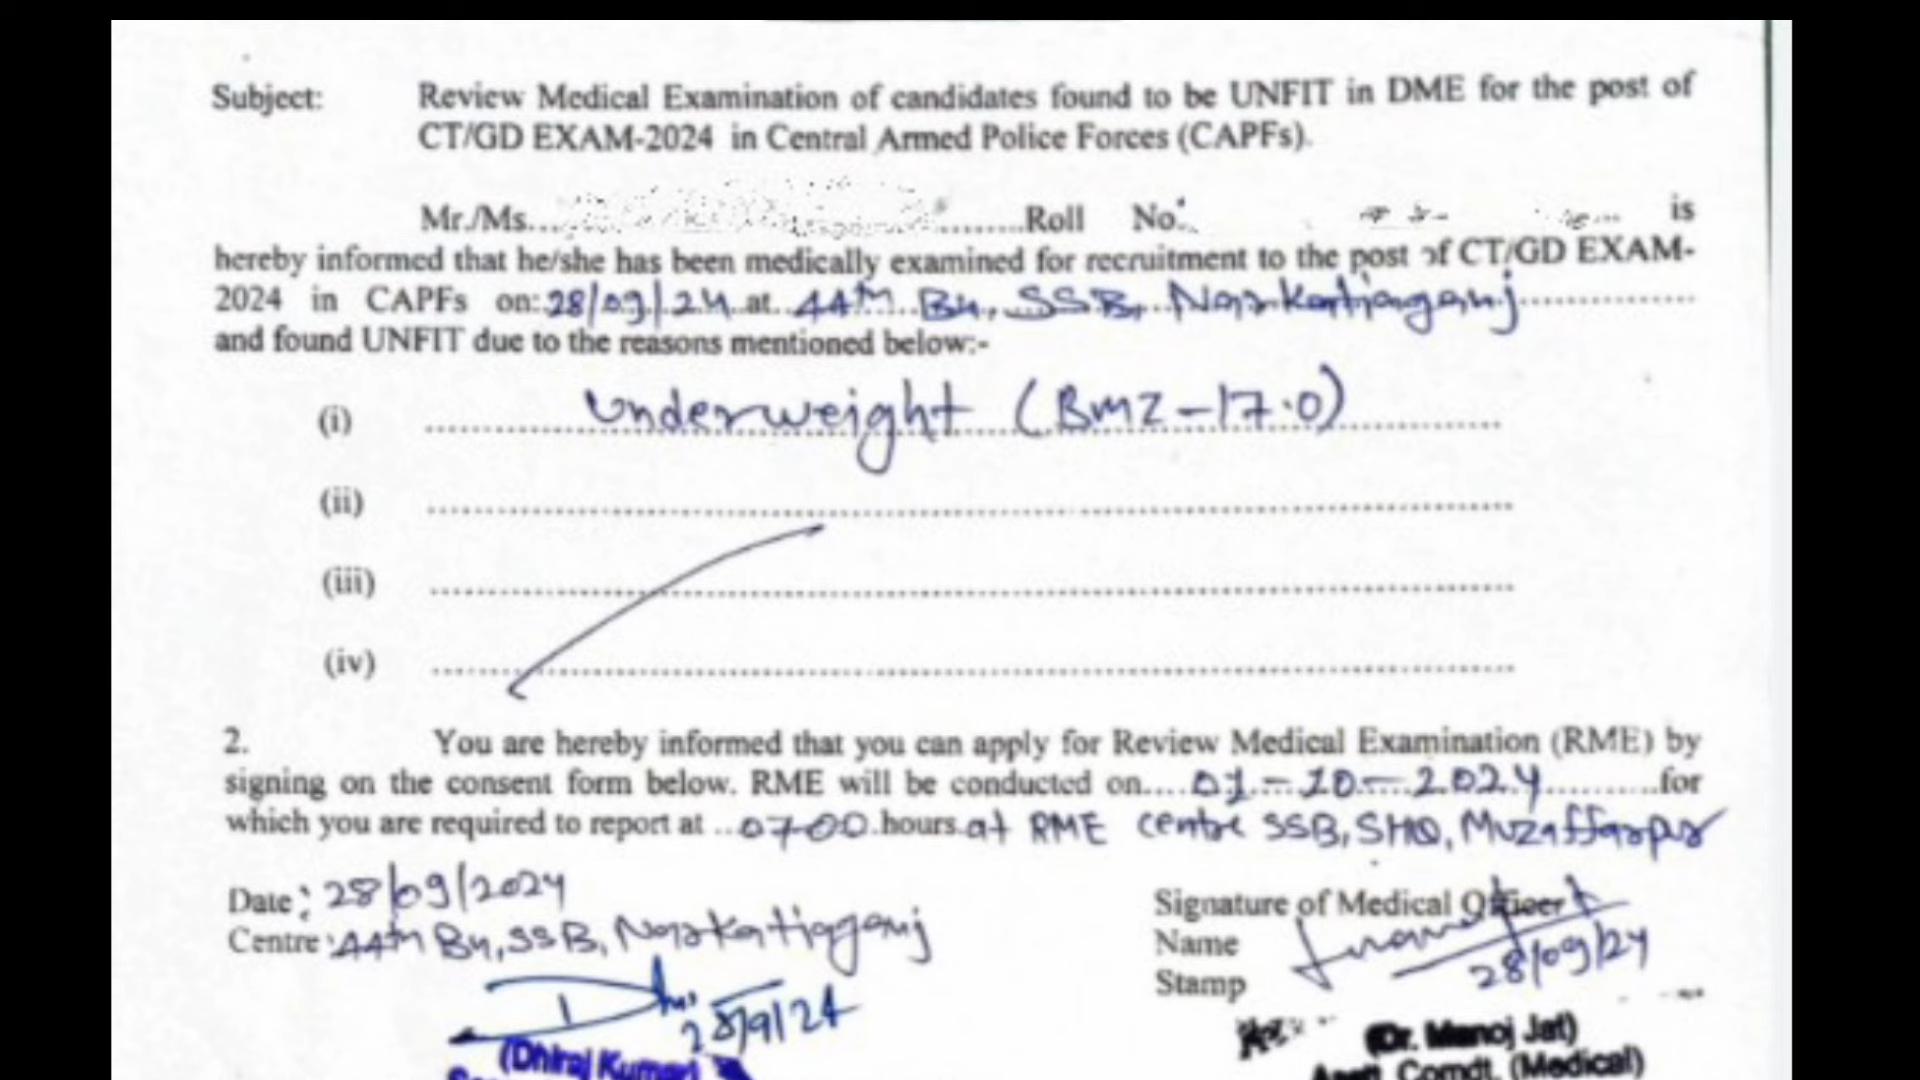 Subject: Review Medical Examination of candidates found to be UNFIT in DME for the post of
CT/GD EXAM-2024 in Central Armed Police Forces (CAPFs).
Mr./Ms. Roll No. is
hereby informed that he/she has been medically examined for recruitment to the post of CT/GD EXAM-
2024 in CAPFs on: 28/09/24 at 44th Bn, SSB, Narkatiaganj
and found UNFIT due to the reasons mentioned below:-
(i) Underweight (BMI-17.0)
(ii)
(iii)
(iv)
2. You are hereby informed that you can apply for Review Medical Examination (RME) by
signing on the consent form below. RME will be conducted on 01-10-2024 for
which you are required to report at 0700 hours at RME centre SSB, SHQ, Muzaffarpur
Date: 28/09/2024
Centre: 44th Bn, SSB, Narkatiaganj
Signature of Medical Officer
Name
Stamp
28/09/24
28/9/24
(Dhiraj Kumar)
(Dr. Manoj Jat)
Asstt. Comdt. (Medical)